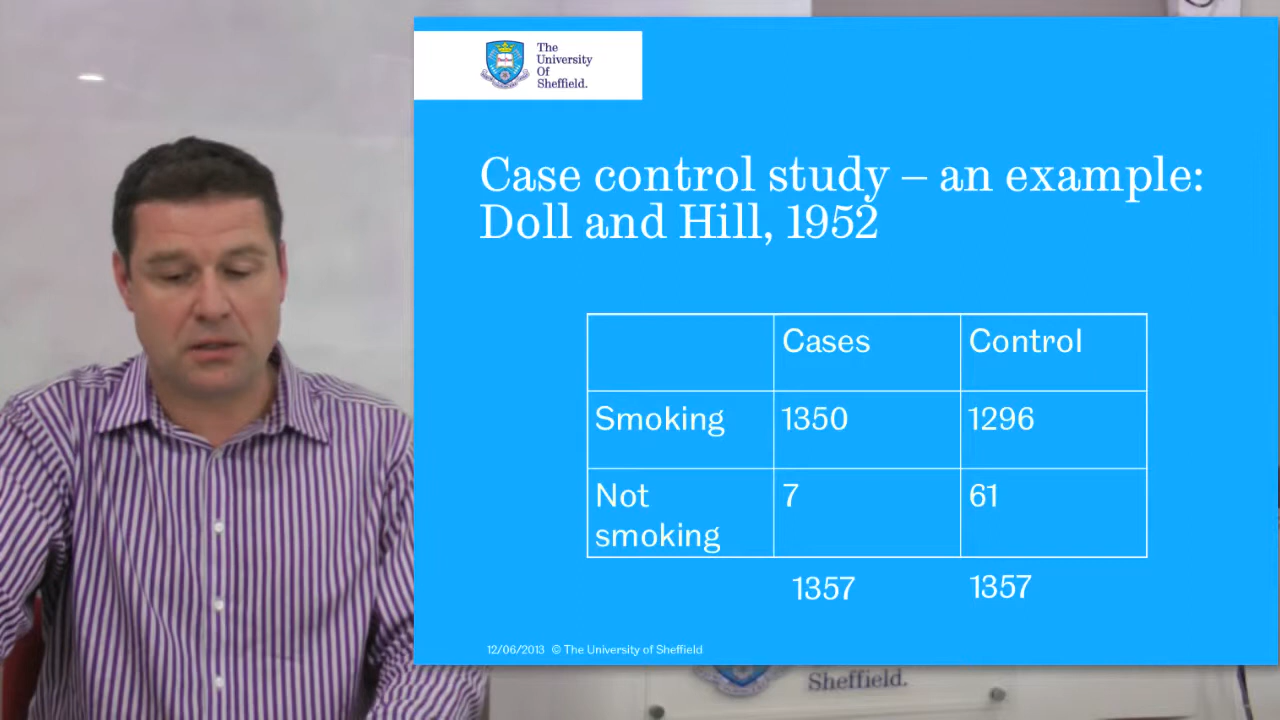 The
University
Of
Sheffield.
Case control study – an example:
Doll and Hill, 1952
Cases Control
Smoking 1350 1296
Not
smoking 7 61
1357 1357
12/06/2013 © The University of Sheffield
Sheffield.